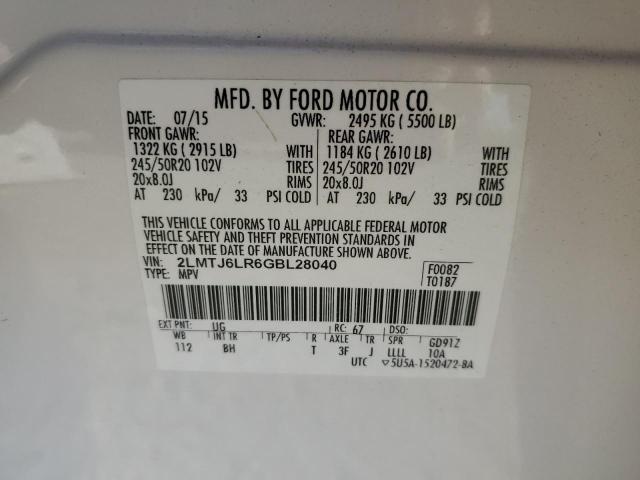 MFD. BY FORD MOTOR CO.
DATE: 07/15 GVWR: 2495 KG ( 5500 LB)
FRONT GAWR: REAR GAWR:
1322 KG ( 2915 LB) WITH 1184 KG ( 2610 LB) WITH
245/50R20 102V TIRES 245/50R20 102V TIRES
20x8.0J RIMS 20x8.0J RIMS
AT 230 kPa/ 33 PSI COLD AT 230 kPa/ 33 PSI COLD
THIS VEHICLE CONFORMS TO ALL APPLICABLE FEDERAL MOTOR
VEHICLE SAFETY AND THEFT PREVENTION STANDARDS IN
EFFECT ON THE DATE OF MANUFACTURE SHOWN ABOVE.
VIN: 2LMTJ6LR6GBL28040 F0082
TYPE: MPV T0187
EXT PNT: UG RC: 67 DSO:
WB INT TR TP/PS R AXLE TR SPR GD91Z
112 BH T 3F J LLLL 10A
UTC ▽5U5A-1520472-BA